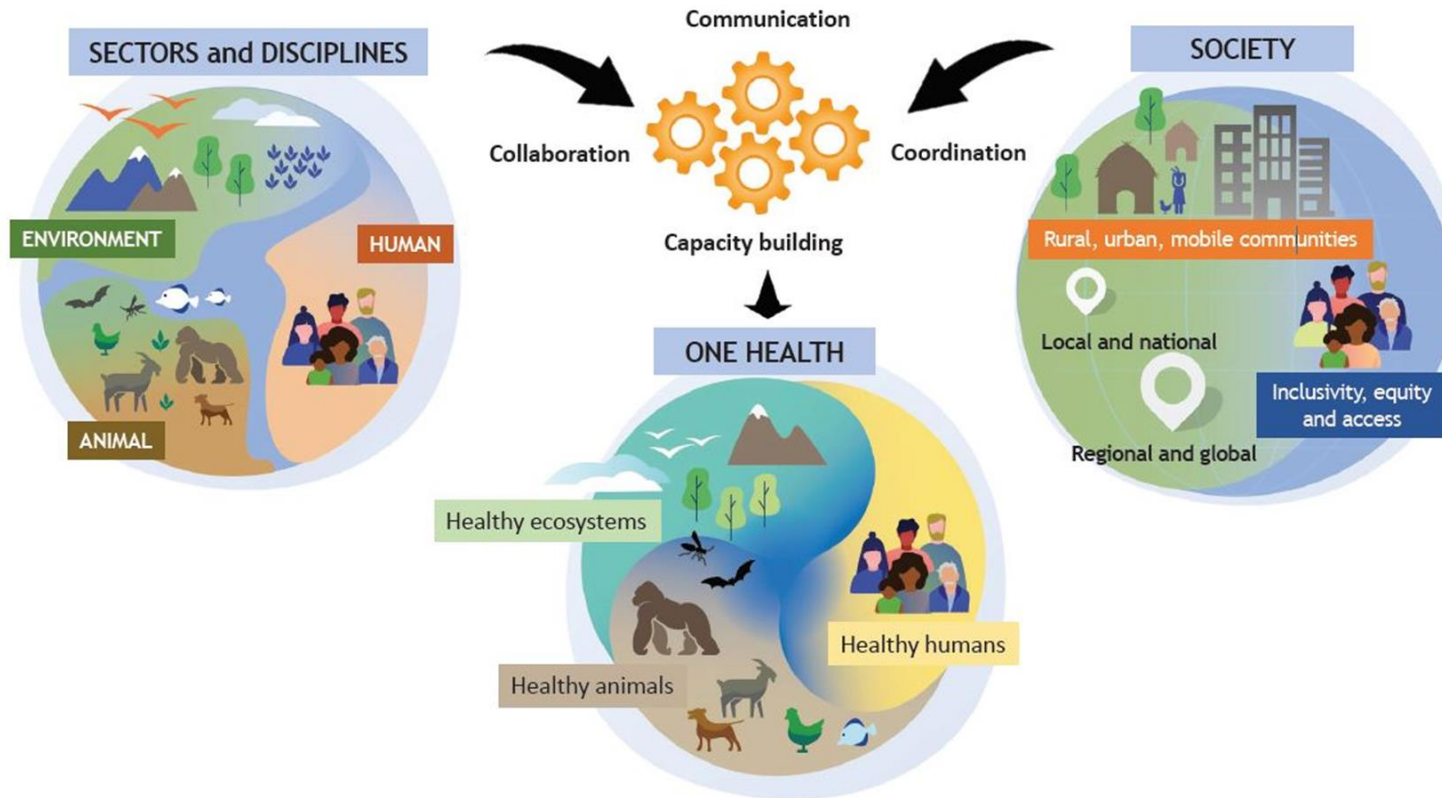 SECTORS and DISCIPLINES
ENVIRONMENT
HUMAN
ANIMAL
Communication
Collaboration
Coordination
Capacity building
SOCIETY
Rural, urban, mobile communities
Local and national
Regional and global
Inclusivity, equity
and access
ONE HEALTH
Healthy ecosystems
Healthy humans
Healthy animals